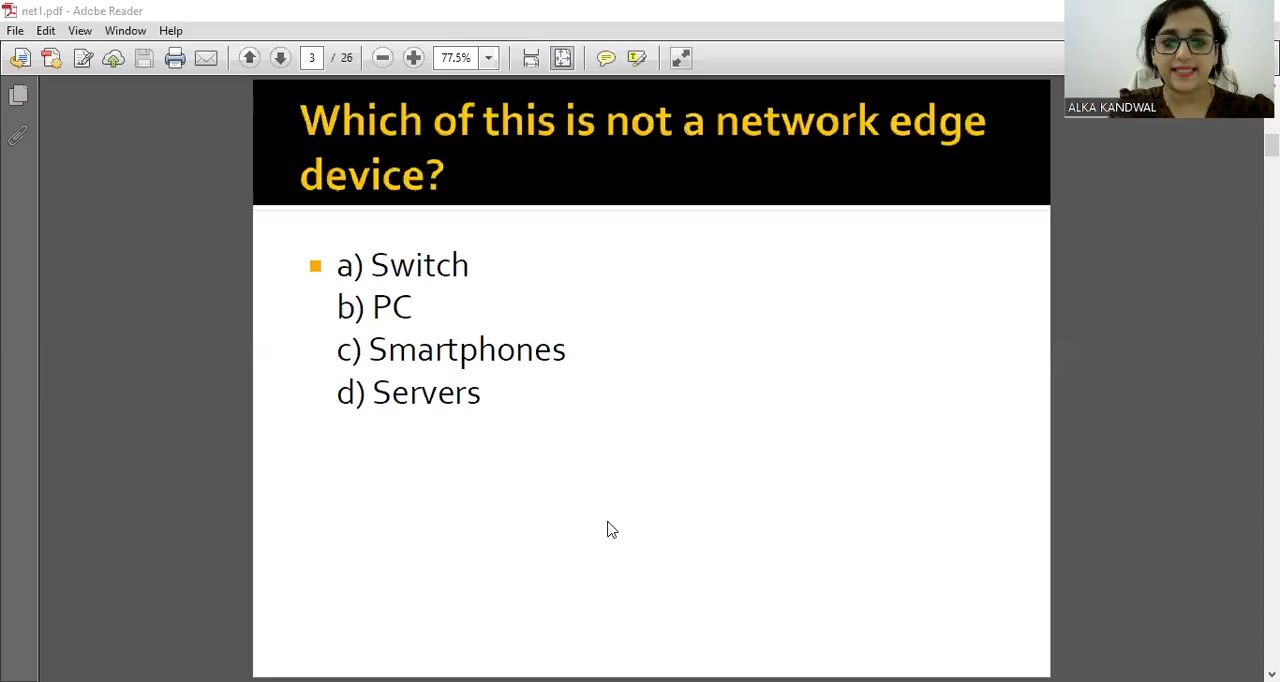 net1.pdf - Adobe Reader
File Edit View Window Help
3 / 26 77.5%
ALKA KANDWAL
Which of this is not a network edge
device?
a) Switch
b) PC
c) Smartphones
d) Servers